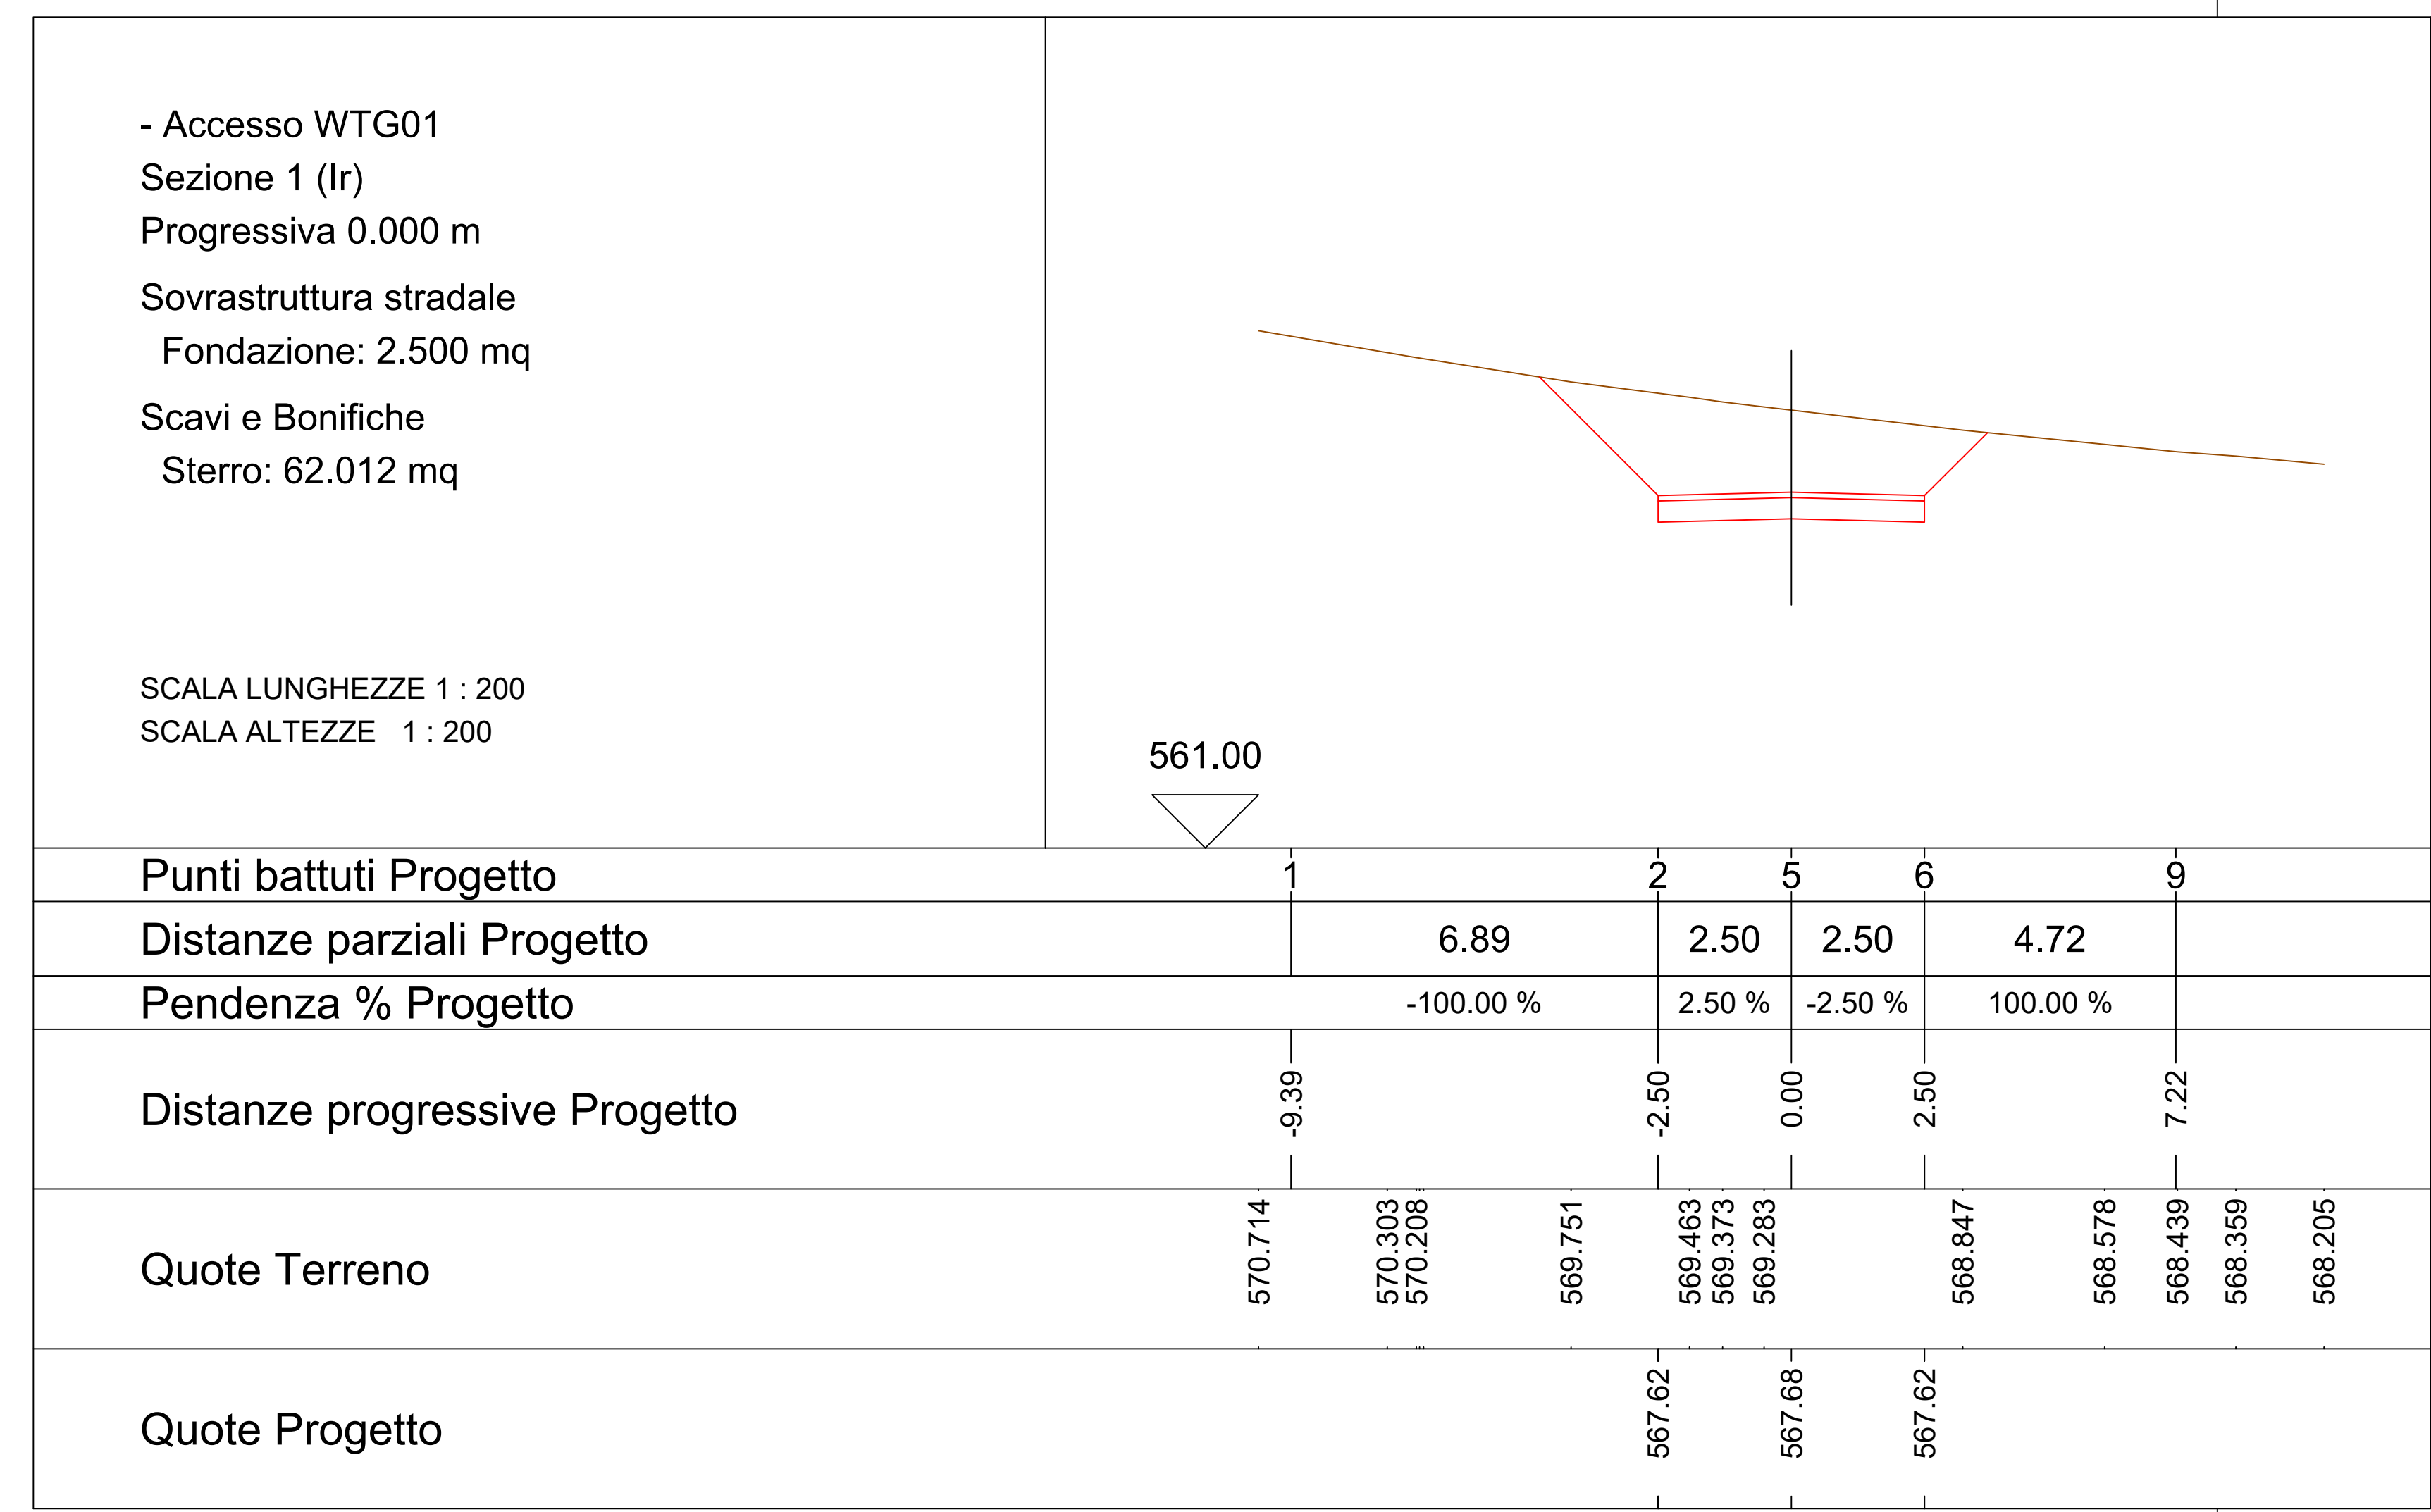 - Accesso WTG01
Sezione 1 (Ir)
Progressiva 0.000 m
Sovrastruttura stradale
Fondazione: 2.500 mq
Scavi e Bonifiche
Sterro: 62.012 mq
SCALA LUNGHEZZE 1 : 200
SCALA ALTEZZE 1 : 200
561.00
Punti battuti Progetto 1 2 5 6 9
Distanze parziali Progetto 6.89 2.50 2.50 4.72
Pendenza % Progetto -100.00 % 2.50 % -2.50 % 100.00 %
Distanze progressive Progetto -9.39 -2.50 0.00 2.50 7.22
Quote Terreno 570.714 570.303 570.208 569.751 569.463 569.373 569.283 568.847 568.578 568.439 568.359 568.205
Quote Progetto 567.62 567.68 567.62